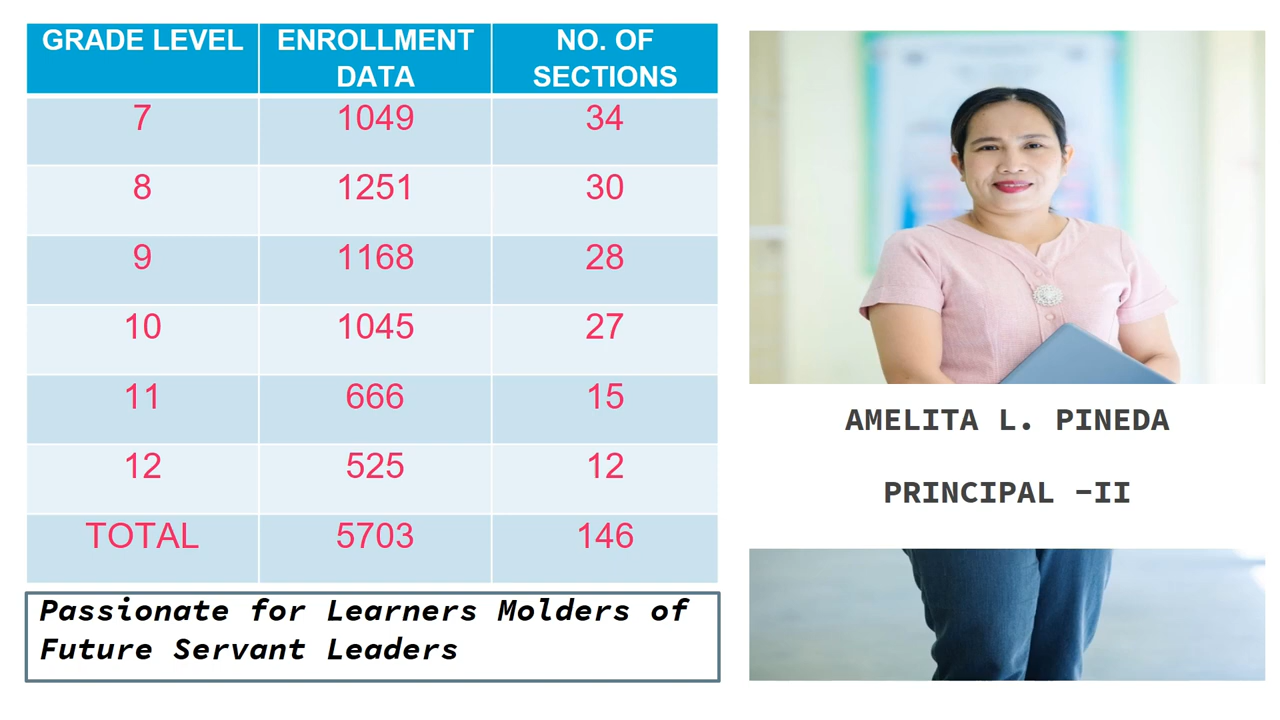 GRADE LEVEL ENROLLMENT DATA NO. OF SECTIONS
7 1049 34
8 1251 30
9 1168 28
10 1045 27
11 666 15
12 525 12
TOTAL 5703 146
Passionate for Learners Molders of
Future Servant Leaders
AMELITA L. PINEDA
PRINCIPAL -II